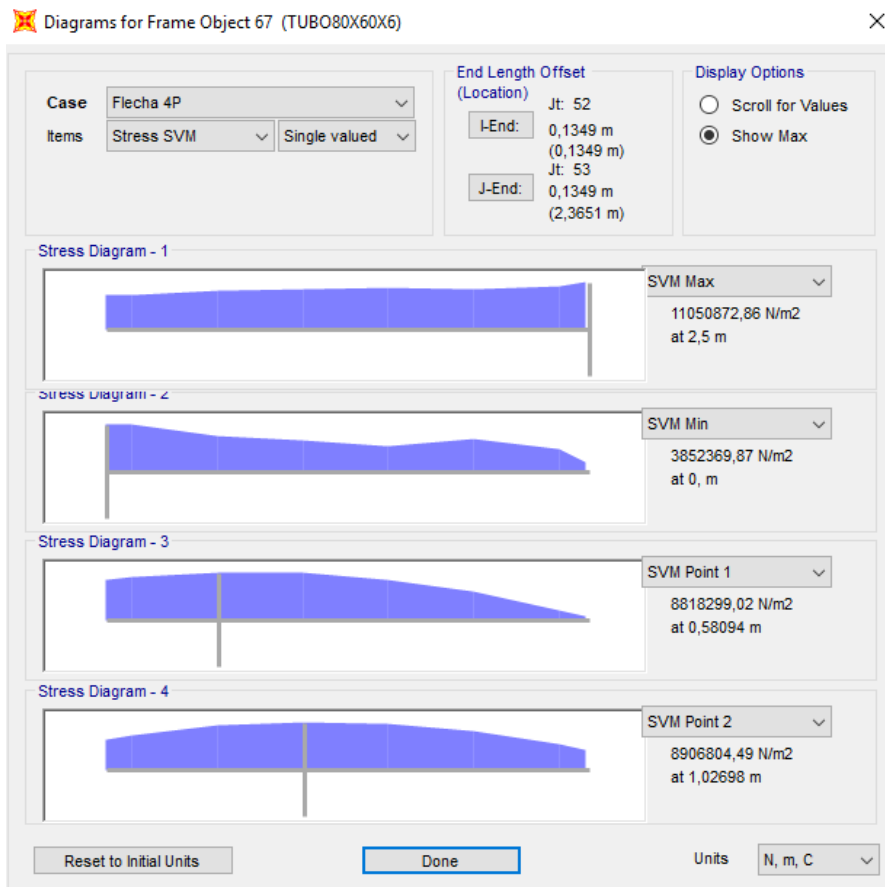 Diagrams for Frame Object 67 (TUBO80X60X6)
End Length Offset
(Location)
Display Options
Case
Flecha 4P
Items
Stress SVM
Single valued
Jt: 52
I-End:
0,1349 m
(0,1349 m)
Jt: 53
J-End:
0,1349 m
(2,3651 m)
Scroll for Values
Show Max
Stress Diagram - 1
SVM Max
11050872,86 N/m2
at 2,5 m
Stress Diagram - 2
SVM Min
3852369,87 N/m2
at 0, m
Stress Diagram - 3
SVM Point 1
8818299,02 N/m2
at 0,58094 m
Stress Diagram - 4
SVM Point 2
8906804,49 N/m2
at 1,02698 m
Reset to Initial Units
Done
Units
N, m, C